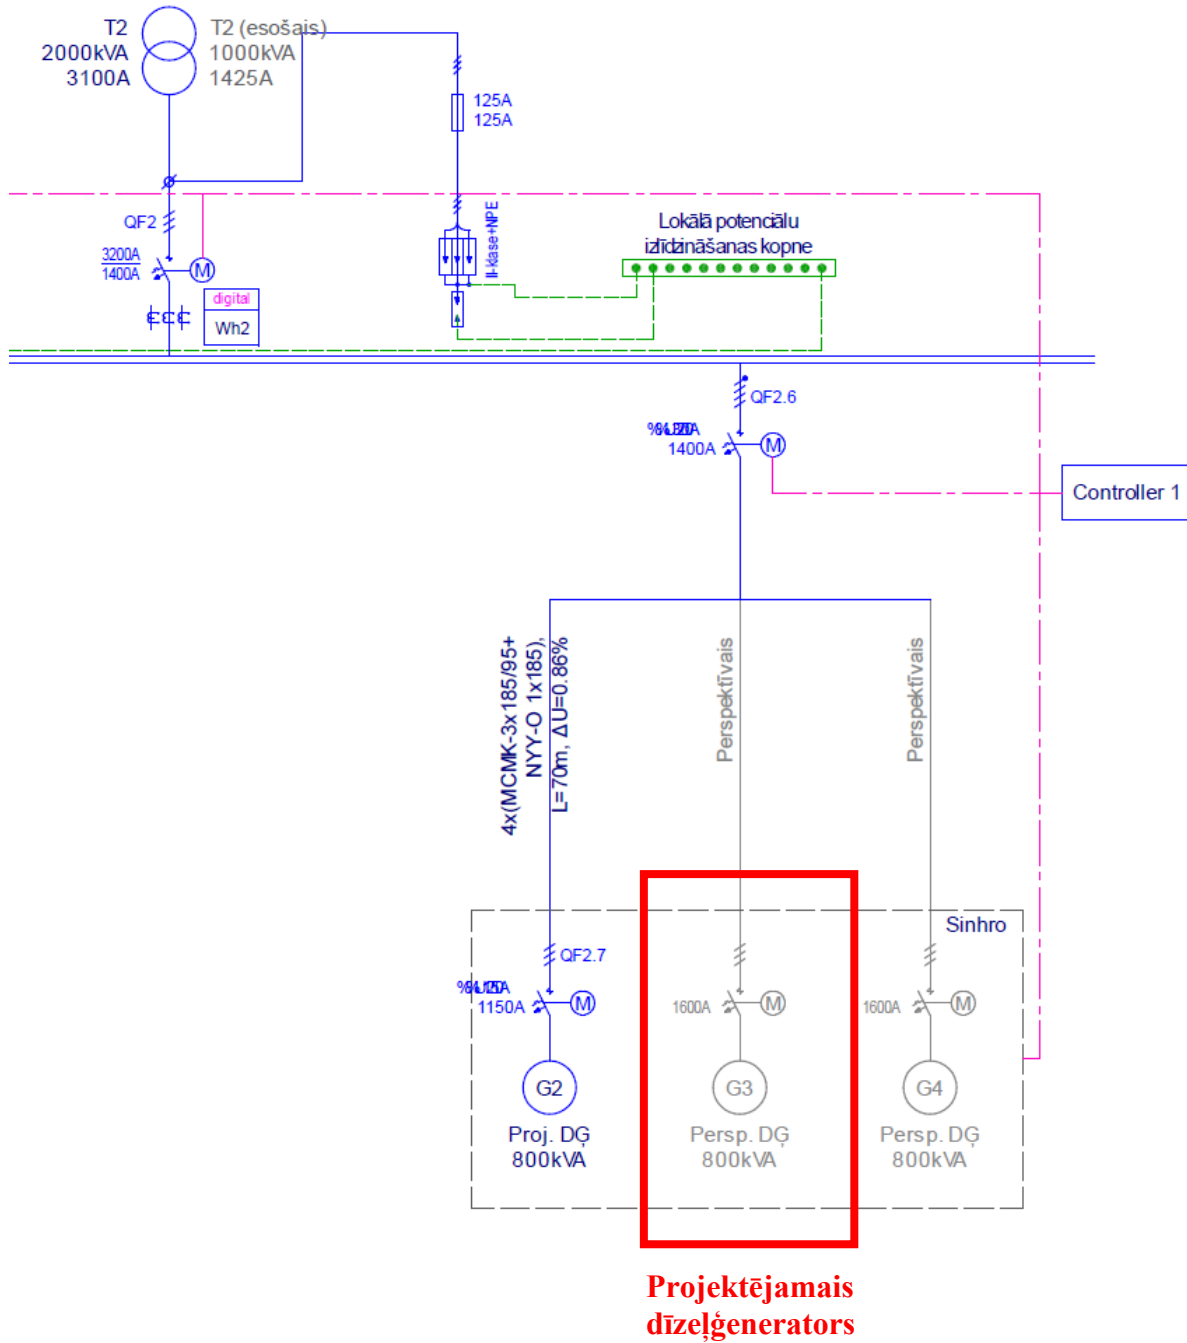 T2
2000kVA
3100A
T2 (esošais)
1000kVA
1425A
125A
125A
QF2
3200A
1400A
M
digital
Wh2
II-klase+NPE
Lokālā potenciālu
izlīdzināšanas kopne
QF2.6
1400A
M
Controller 1
4x(MCMK-3x185/95+
NYY-O 1x185),
L=70m, ΔU=0.86%
Perspektīvais
Perspektīvais
Sinhro
QF2.7
1150A
M
1600A
M
1600A
M
G2
G3
G4
Proj. DĢ
800kVA
Persp. DĢ
800kVA
Persp. DĢ
800kVA
Projektējamais
dīzeļģenerators